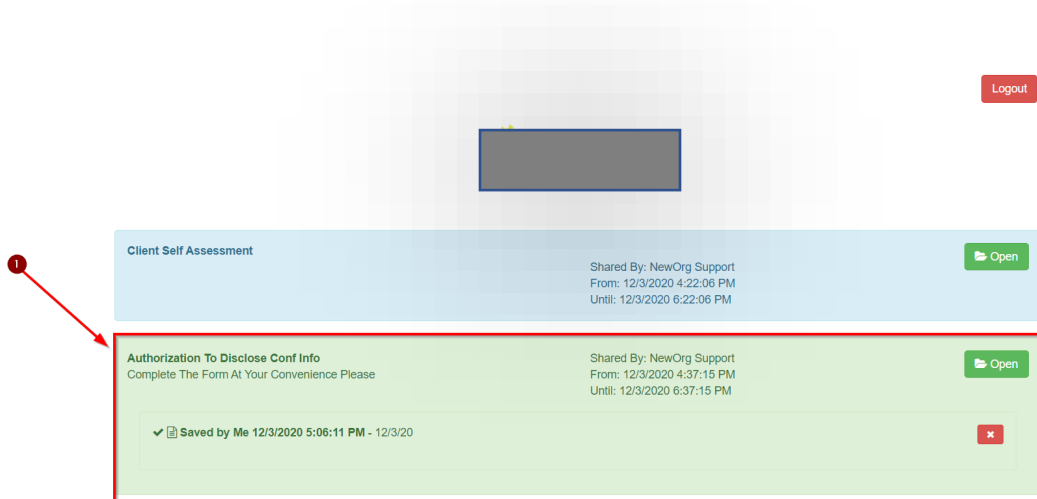 Logout
1
Client Self Assessment
Shared By: NewOrg Support
From: 12/3/2020 4:22:06 PM
Until: 12/3/2020 6:22:06 PM
Open
Authorization To Disclose Conf Info
Complete The Form At Your Convenience Please
Shared By: NewOrg Support
From: 12/3/2020 4:37:15 PM
Until: 12/3/2020 6:37:15 PM
Open
Saved by Me 12/3/2020 5:06:11 PM - 12/3/20